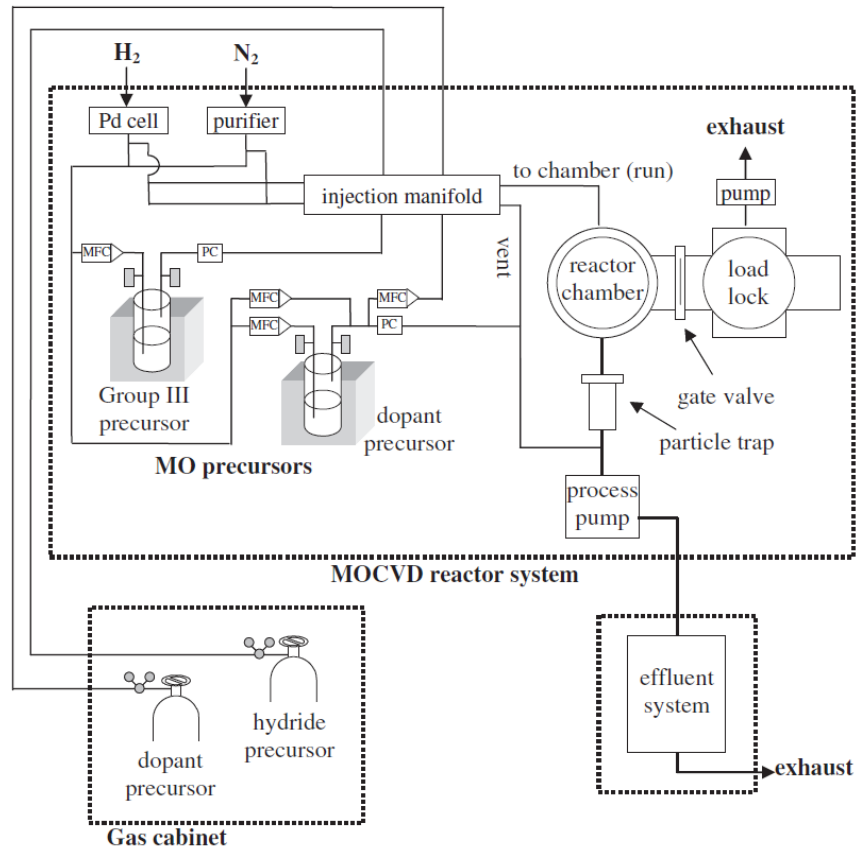 H2
N2
Pd cell
purifier
exhaust
to chamber (run)
pump
injection manifold
MFC
PC
vent
reactor
chamber
load
lock
MFC
MFC
MFC
PC
Group III
precursor
dopant
precursor
gate valve
particle trap
MO precursors
process
pump
MOCVD reactor system
effluent
system
hydride
precursor
dopant
precursor
exhaust
Gas cabinet